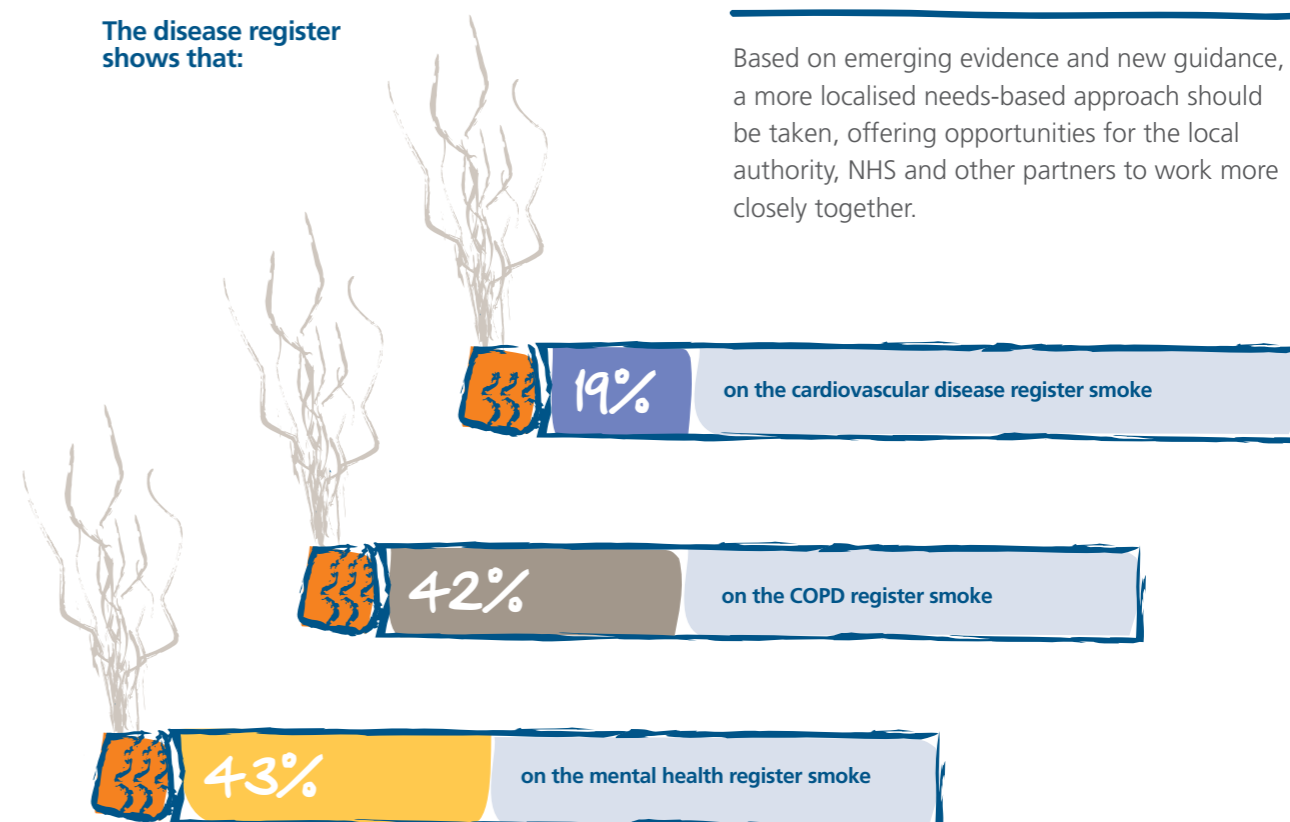 The disease register
shows that:
Based on emerging evidence and new guidance,
a more localised needs-based approach should
be taken, offering opportunities for the local
authority, NHS and other partners to work more
closely together.
19% on the cardiovascular disease register smoke
42% on the COPD register smoke
43% on the mental health register smoke